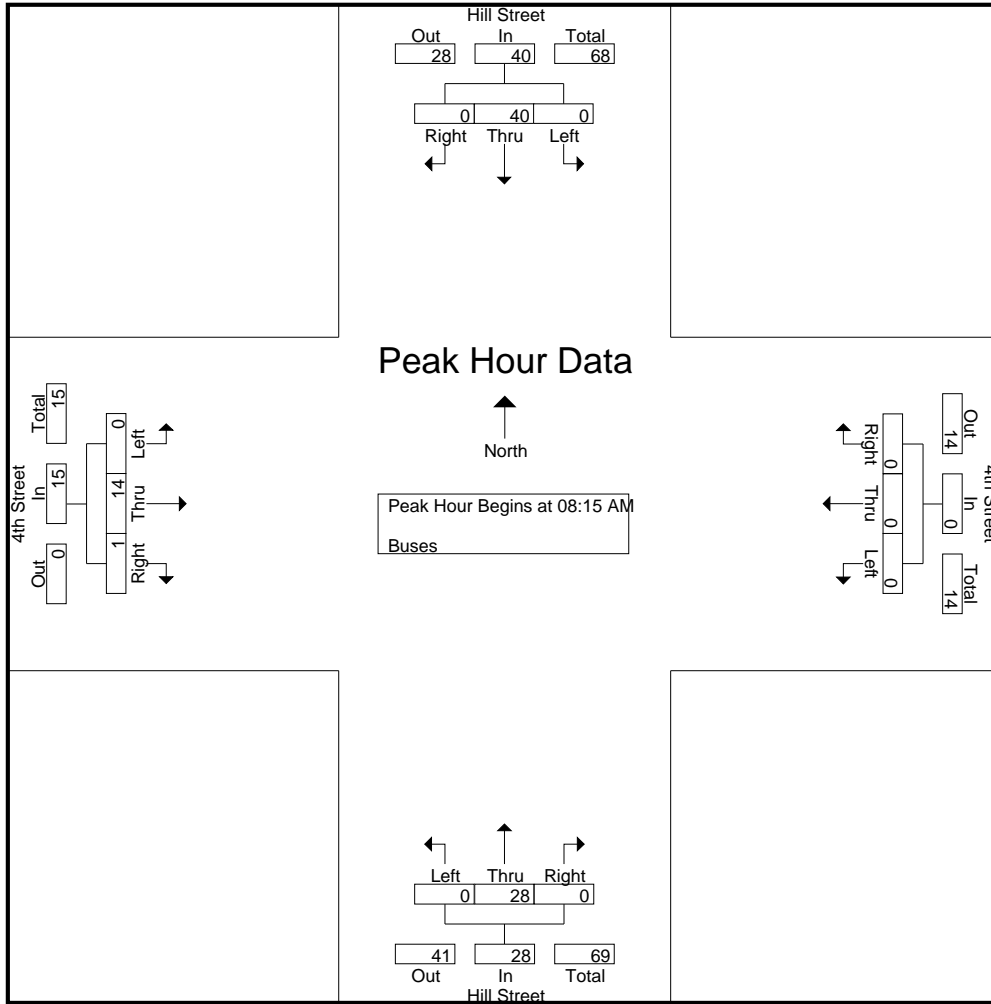 Hill Street
Out In Total
28 40 68
0 40 0
Right Thru Left
Peak Hour Data
North
Peak Hour Begins at 08:15 AM
Buses
4th Street
Total In Out
15 15 0
0 14 1
Left Thru Right
Right Thru Left
0 0 0
14 0 14
Out In Total
4th Street
Left Thru Right
0 28 0
41 28 69
Out In Total
Hill Street